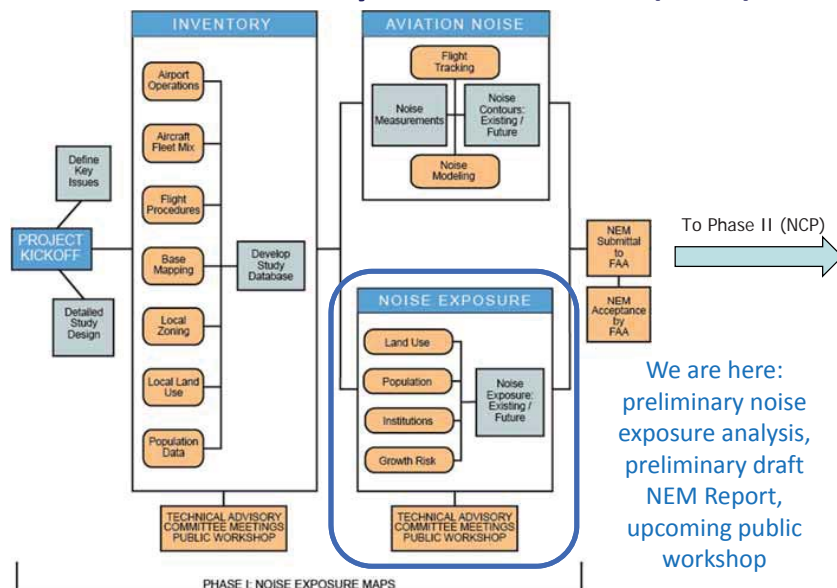 INVENTORY
AVIATION NOISE
Airport
Operations
Aircraft
Fleet Mix
Flight
Procedures
Base
Mapping
Local
Zoning
Local Land
Use
Population
Data
Define
Key
Issues
PROJECT
KICKOFF
Detailed
Study
Design
Develop
Study
Database
Flight
Tracking
Noise
Measurements
Noise
Contours:
Existing /
Future
Noise
Modeling
NOISE EXPOSURE
Land Use
Population
Institutions
Growth Risk
Noise
Exposure:
Existing /
Future
NEM
Submittal
to
FAA
NEM
Acceptance
by
FAA
To Phase II (NCP)
We are here:
preliminary noise
exposure analysis,
preliminary draft
NEM Report,
upcoming public
workshop
TECHNICAL ADVISORY
COMMITTEE MEETINGS
PUBLIC WORKSHOP
TECHNICAL ADVISORY
COMMITTEE MEETINGS
PUBLIC WORKSHOP
PHASE I: NOISE EXPOSURE MAPS